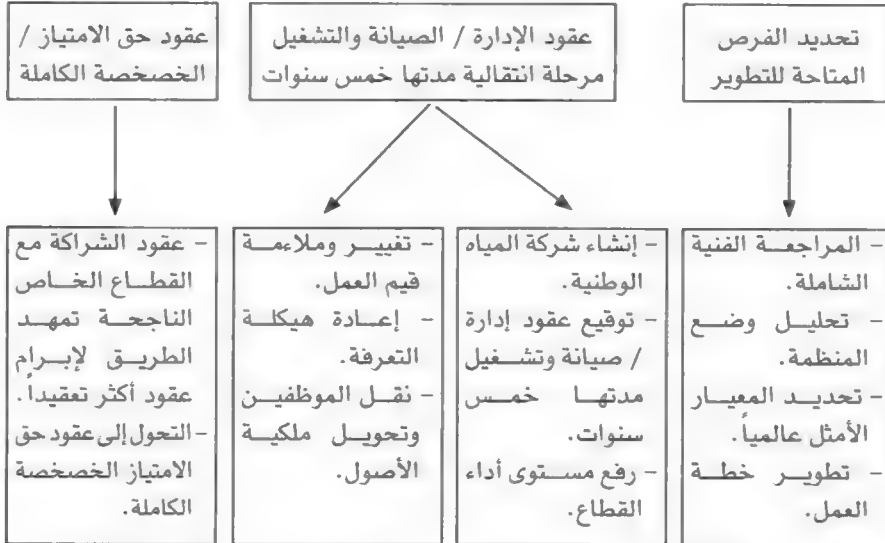 تحديد الفرص
المتاحة للتطوير
عقود الإدارة / الصيانة والتشغيل
مرحلة انتقالية مدتها خمس سنوات
عقود حق الامتياز /
الخصخصة الكاملة
- المراجعة الفنية
الشاملة.
- تحليل وضع
المنظمة.
- تحديد المعيار
الأمثل عالمياً.
- تطوير خطة
العمل.
- إنشاء شركة المياه
الوطنية.
- توقيع عقود إدارة
/ صيانة وتشغيل
مدتها خمس
سنوات.
- رفع مستوى أداء
القطاع.
- تغيير وملاءمة
قيم العمل.
- إعادة هيكلة
التعرفة.
- نقل الموظفين
وتحويل ملكية
الأصول.
- عقود الشراكة مع
القطاع الخاص
الناجحة تمهد
الطريق لإبرام
عقود أكثر تعقيداً.
- التحول إلى عقود حق
الامتياز الخصخصة
الكاملة.